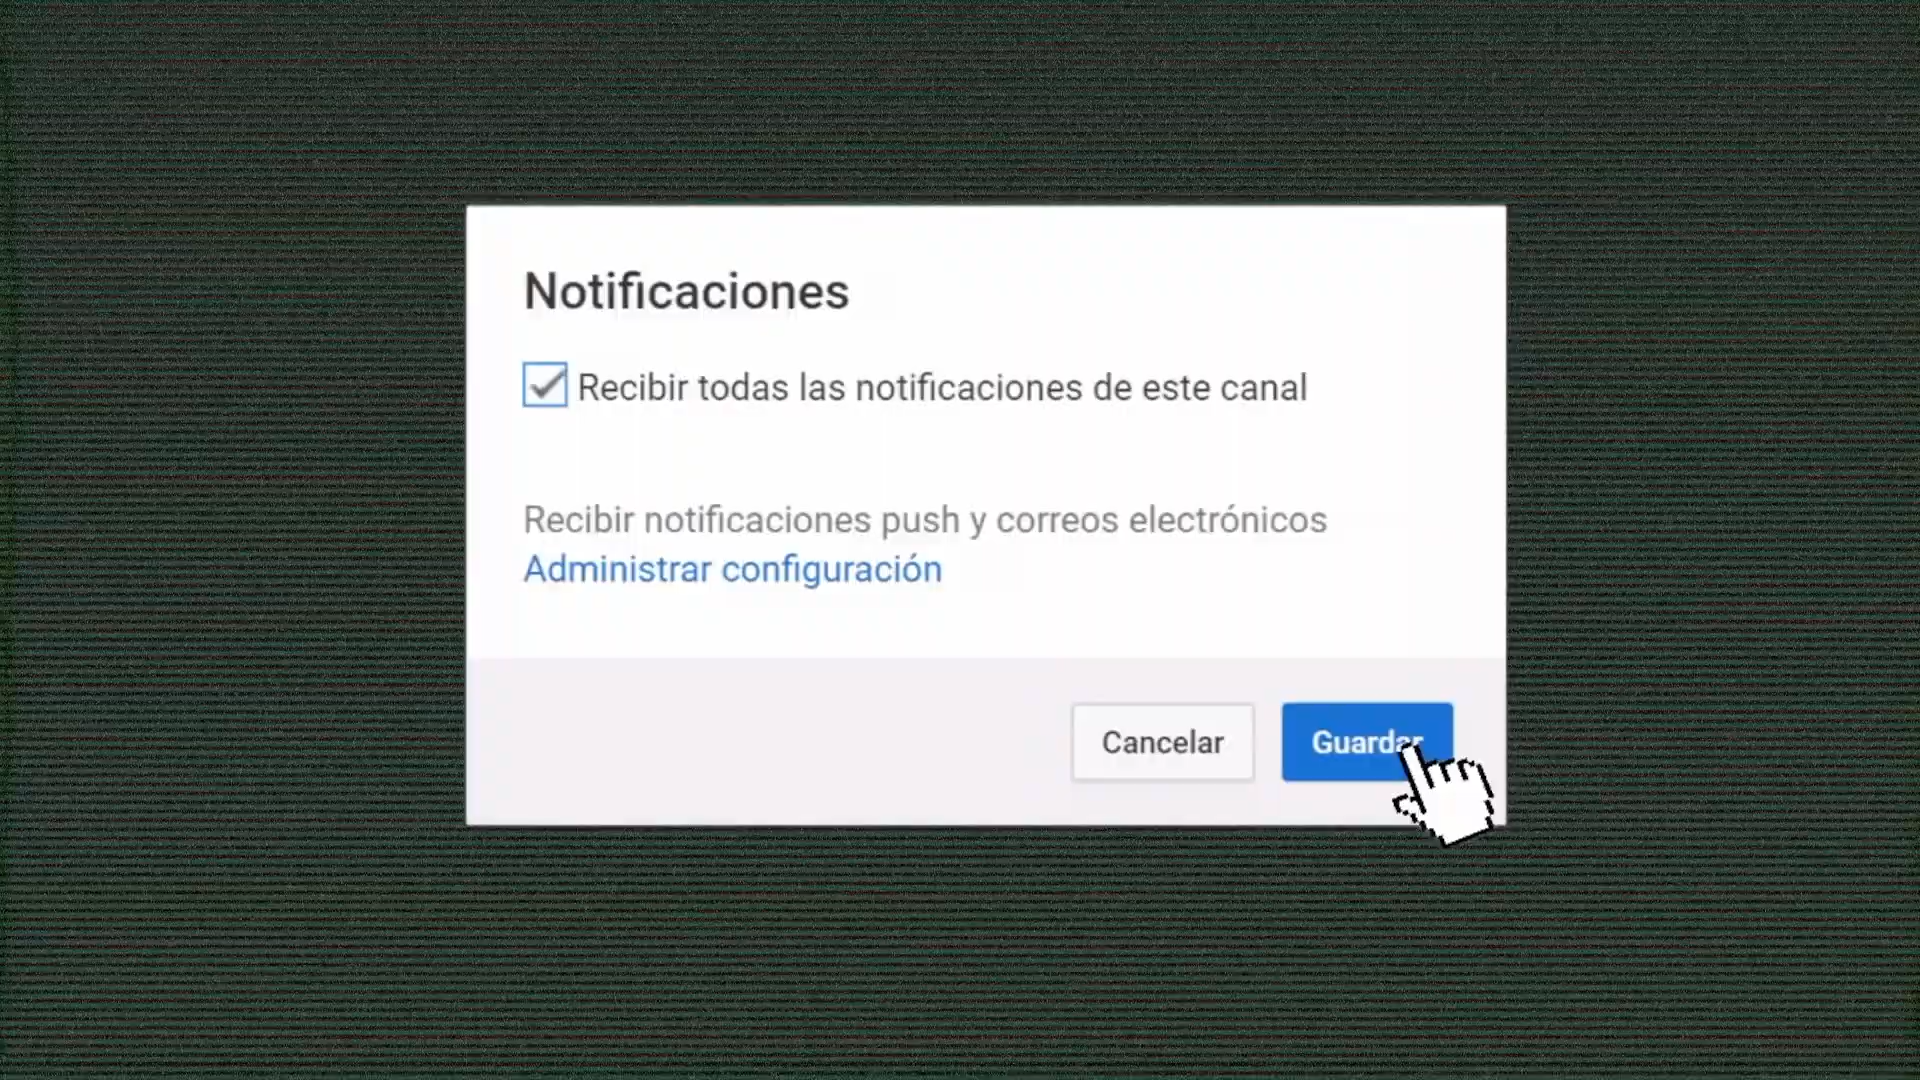 Notificaciones
Recibir todas las notificaciones de este canal
Recibir notificaciones push y correos electrónicos
Administrar configuración
Cancelar
Guardar